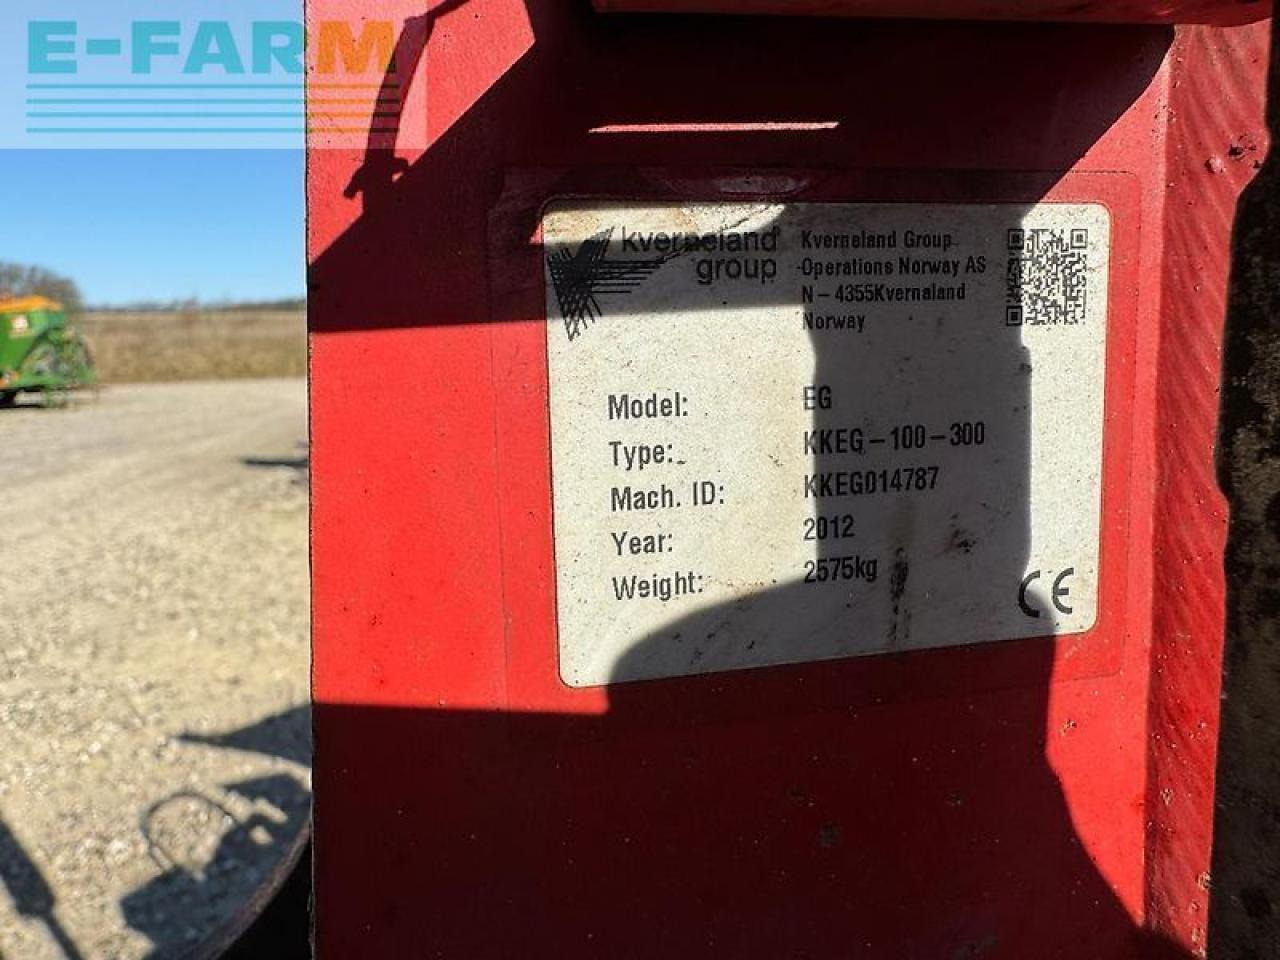 E-FARM
kverneland
group
Kverneland Group
Operations Norway AS
N-4355Kvernaland
Norway
Model: EG
Type: KKEG-100-300
Mach. ID: KKEG014787
Year: 2012
Weight: 2575kg
CE